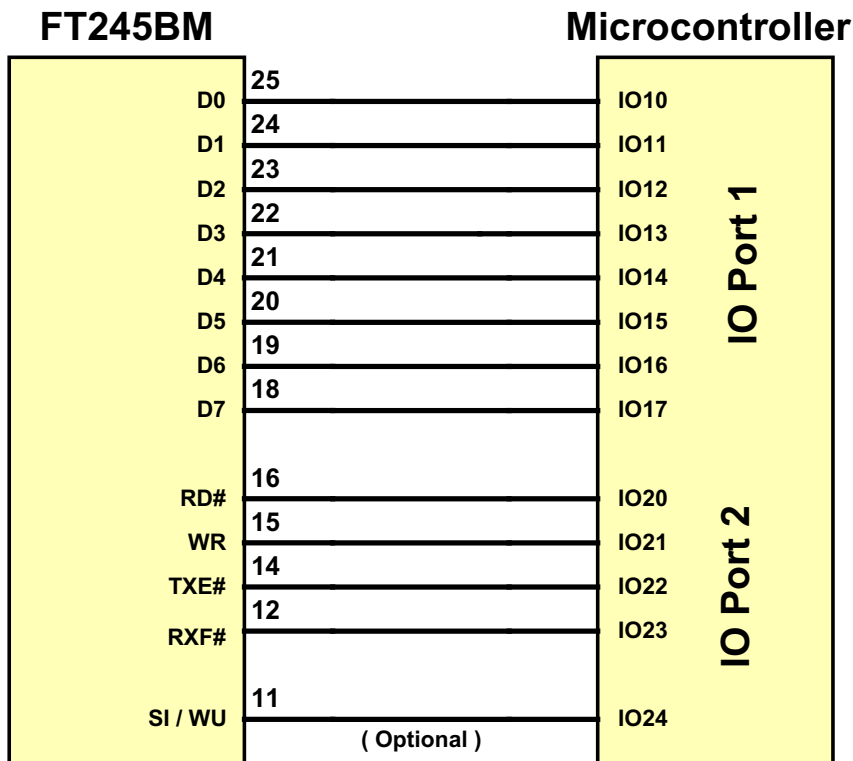 FT245BM Microcontroller
D0 25 IO10
D1 24 IO11
D2 23 IO12
D3 22 IO13
D4 21 IO14
D5 20 IO15
D6 19 IO16
D7 18 IO17
IO Port 1
RD# 16 IO20
WR 15 IO21
TXE# 14 IO22
RXF# 12 IO23
SI / WU 11 IO24
( Optional )
IO Port 2